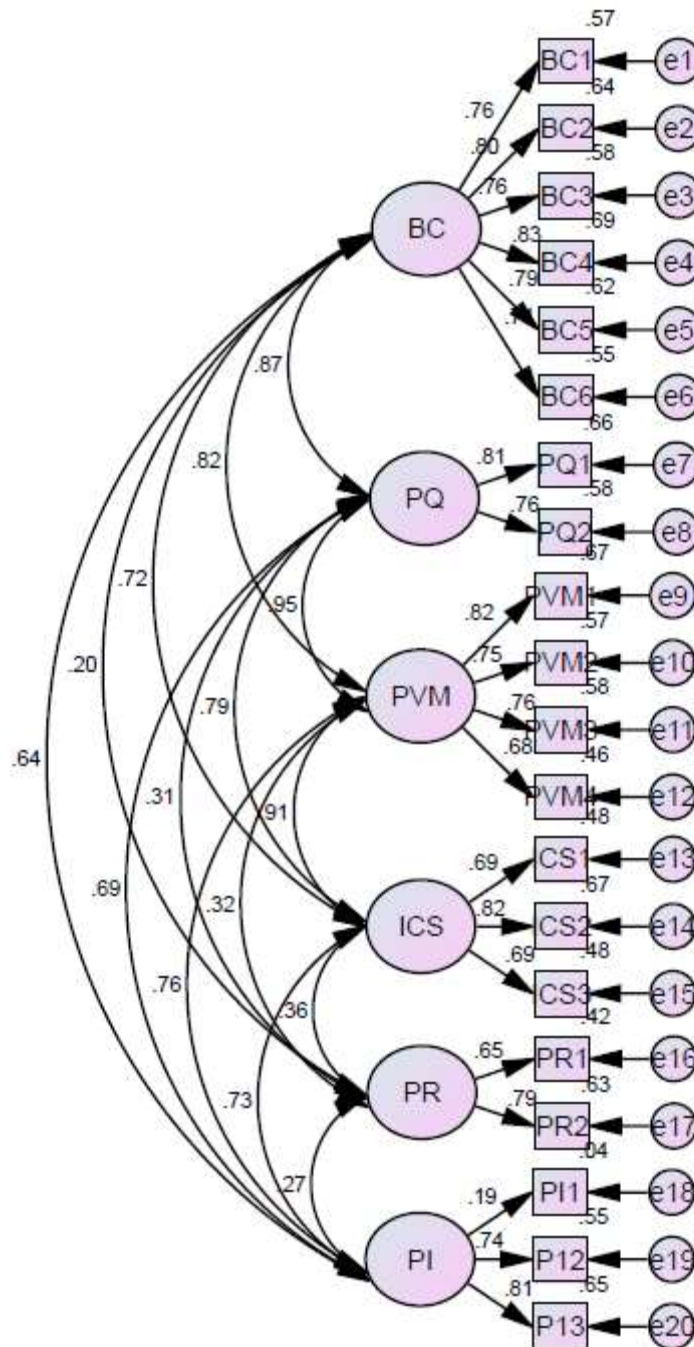 .57
BC1 e1
.64
.76
BC2 e2
.80
.58
.76
BC3 e3
.69
BC
.83
BC4 e4
.79
.62
BC5 e5
.55
.87
BC6 e6
.66
.82
.81
PQ1 e7
.58
PQ
.76
PQ2 e8
.67
.72
.95
PVM1 e9
.82
.57
.20
.75
PVM2 e10
.58
PVM
.79
.76
PVM3 e11
.68
.46
.64
.31
.91
PVM4 e12
.48
.69
CS1 e13
.67
.69
.32
ICS
.82
CS2 e14
.48
.69
.76
CS3 e15
.42
.36
.65
PR1 e16
.63
.73
PR
.79
PR2 e17
.04
.27
.19
PI1 e18
.55
PI
.74
P12 e19
.65
.81
P13 e20